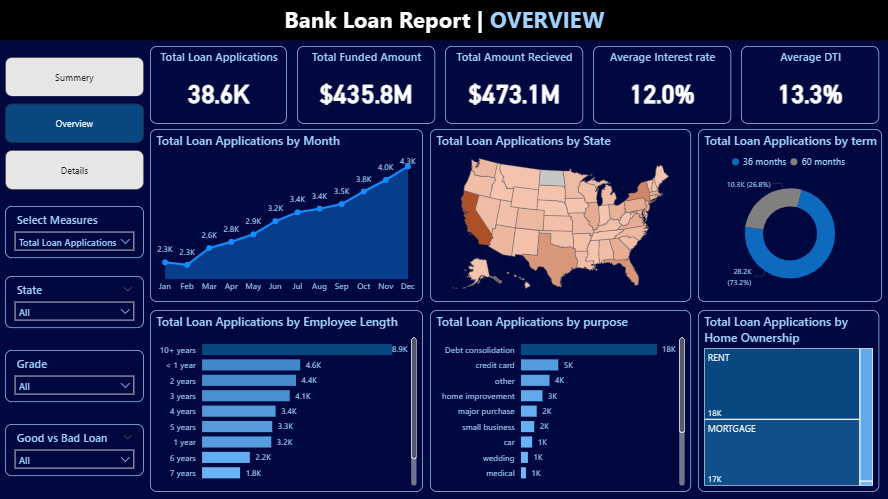 Bank Loan Report | OVERVIEW
Summery
Overview
Details
Select Measures
Total Loan Applications
State
All
Grade
All
Good vs Bad Loan
All
Total Loan Applications
38.6K
Total Funded Amount
$435.8M
Total Amount Recieved
$473.1M
Average Interest rate
12.0%
Average DTI
13.3%
Total Loan Applications by Month
2.3K
2.3K
2.6K
2.8K
2.9K
3.2K
3.4K
3.4K
3.5K
3.8K
4.0K
4.3K
Jan Feb Mar Apr May Jun July Aug Sep Oct Nov Dec
Total Loan Applications by State
Total Loan Applications by term
36 months 60 months
10.3K (26.8%)
28.2K
(73.2%)
Total Loan Applications by Employee Length
10+ years 8.9K
< 1 year 4.6K
2 years 4.4K
3 years 4.1K
4 years 3.4K
5 years 3.3K
1 year 3.2K
6 years 2.2K
7 years 1.8K
Total Loan Applications by purpose
Debt consolidation 18K
credit card 5K
other 4K
home improvement 3K
major purchase 2K
small business 2K
car 1K
wedding 1K
medical 1K
Total Loan Applications by
Home Ownership
RENT
18K
MORTGAGE
17K